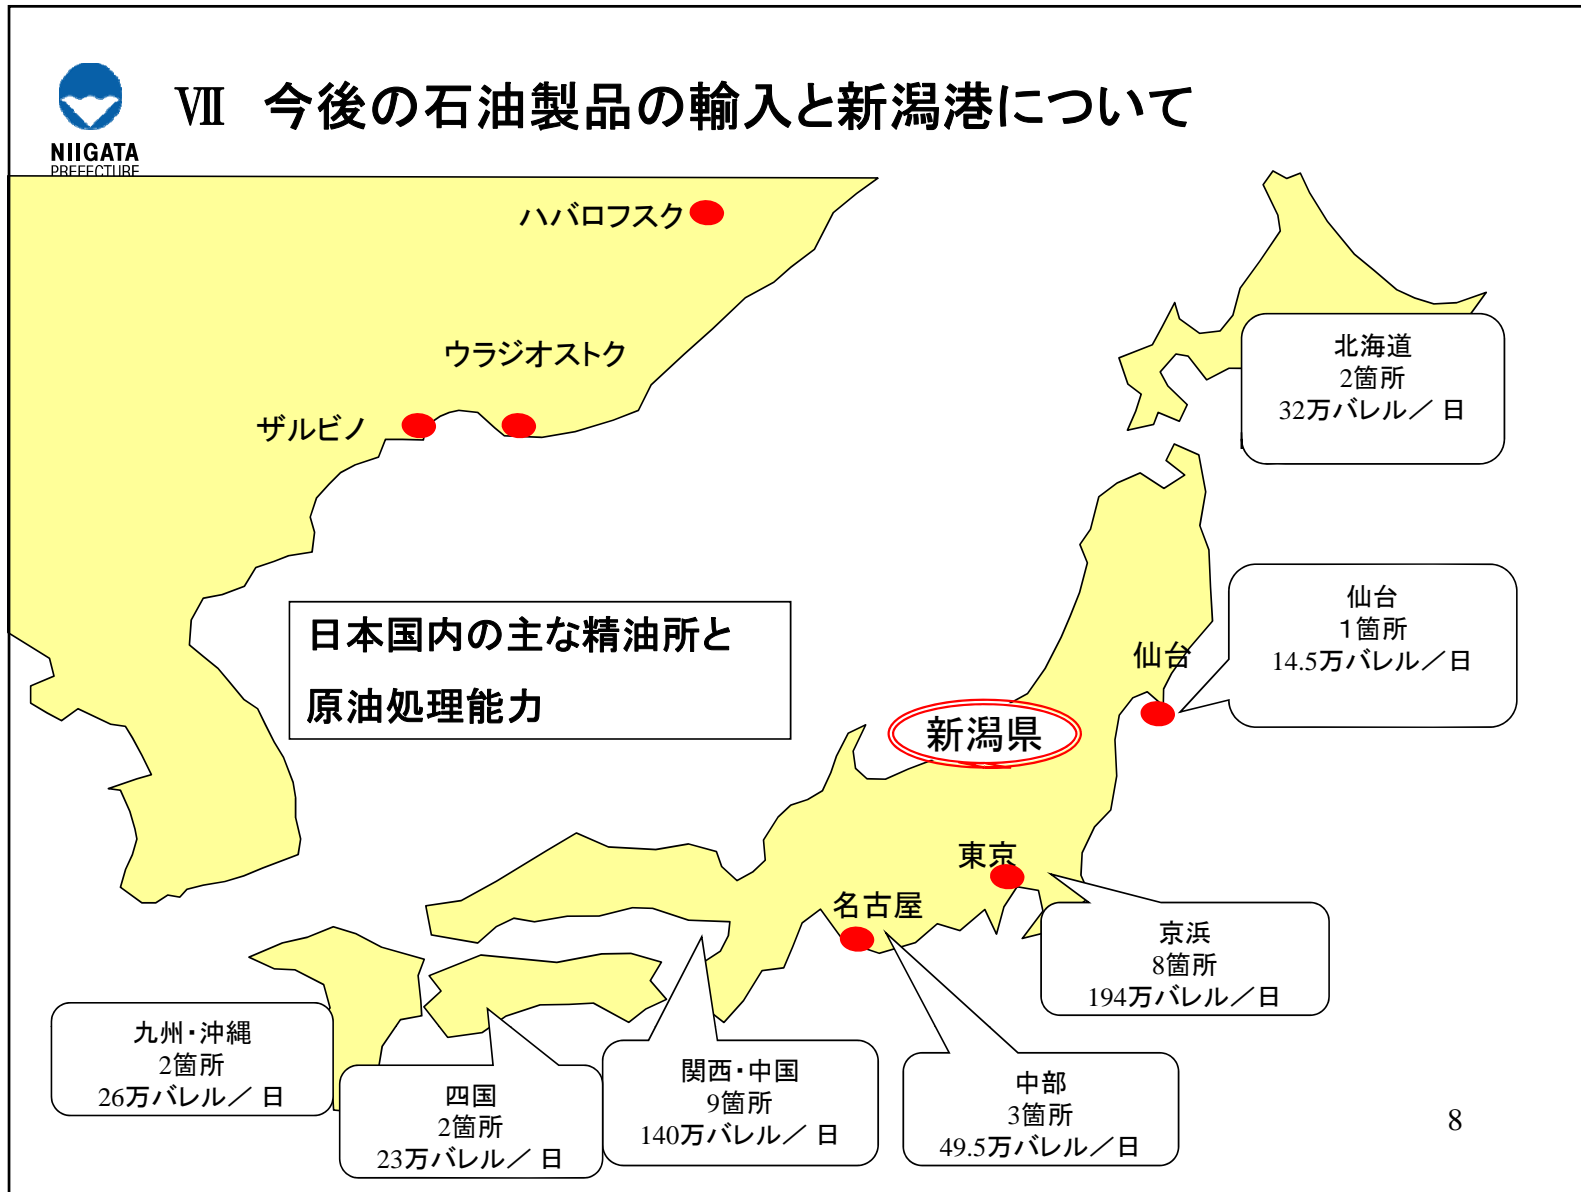 Ⅶ 今後の石油製品の輸入と新潟港について
NIIGATA
PREFECTURE
ハバロフスク
ウラジオストク
ザルビノ
北海道
2箇所
32万バレル／ 日
日本国内の主な精油所と
原油処理能力
仙台
1箇所
14.5万バレル／日
仙台
新潟県
東京
名古屋
京浜
8箇所
194万バレル／日
九州・沖縄
2箇所
26万バレル／ 日
四国
2箇所
23万バレル／ 日
関西・中国
9箇所
140万バレル／ 日
中部
3箇所
49.5万バレル／日
8